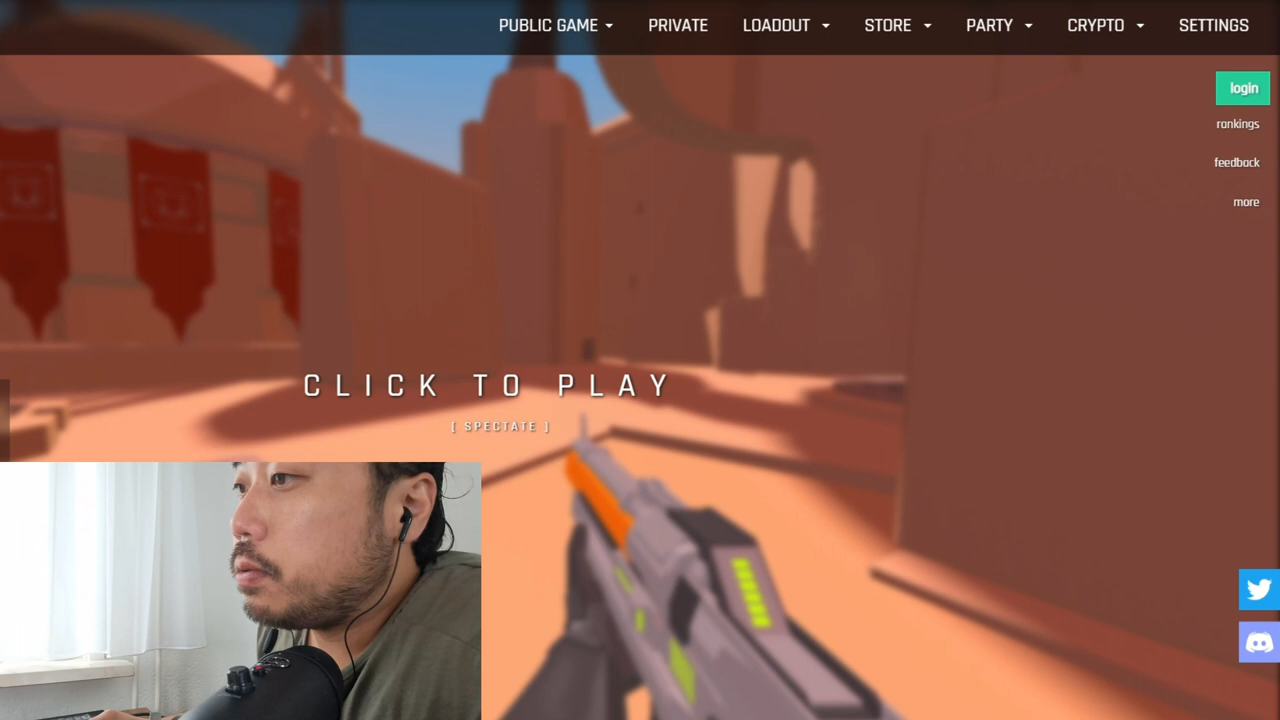 PUBLIC GAME PRIVATE LOADOUT STORE PARTY CRYPTO SETTINGS
login
rankings
feedback
more
CLICK TO PLAY
[ SPECTATE ]